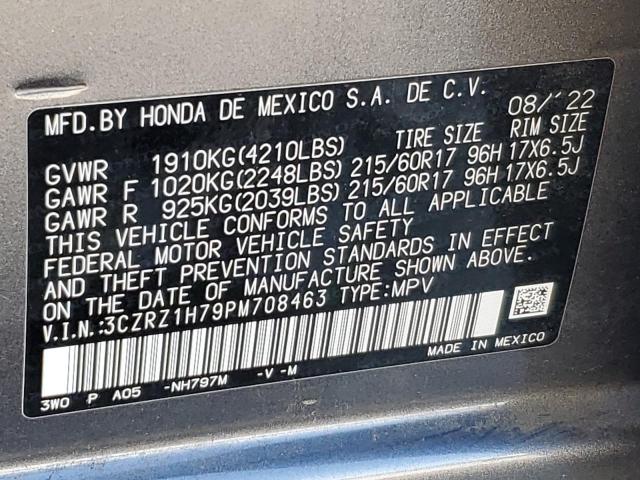 MFD.BY HONDA DE MEXICO S.A. DE C.V. 08/'22
TIRE SIZE RIM SIZE
GVWR 1910KG(4210LBS)
GAWR F 1020KG(2248LBS) 215/60R17 96H 17X6.5J
GAWR R 925KG(2039LBS) 215/60R17 96H 17X6.5J
THIS VEHICLE CONFORMS TO ALL APPLICABLE
FEDERAL MOTOR VEHICLE SAFETY
AND THEFT PREVENTION STANDARDS IN EFFECT
ON THE DATE OF MANUFACTURE SHOWN ABOVE.
V.I.N.:3CZRZ1H79PM708463 TYPE:MPV
MADE IN MEXICO
3W0 P A05 -NH797M -V -M